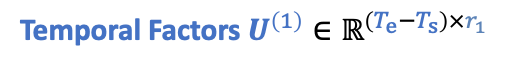 Temporal Factors U⁽¹⁾ ∈ ℝ^((Tₑ−Tₛ)×r₁)